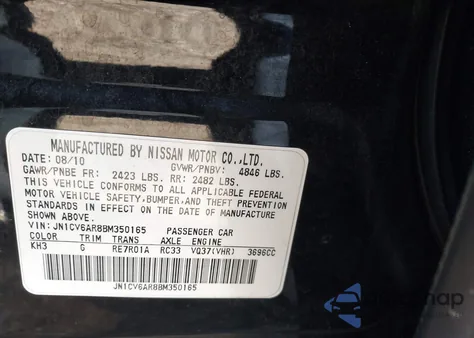 MANUFACTURED BY NISSAN MOTOR CO.,LTD.
DATE: 08/10 GVWR/PNBV: 4846 LBS.
GAWR/PNBE FR: 2423 LBS. RR: 2482 LBS.
THIS VEHICLE CONFORMS TO ALL APPLICABLE FEDERAL
MOTOR VEHICLE SAFETY, BUMPER, AND THEFT PREVENTION
STANDARDS IN EFFECT ON THE DATE OF MANUFACTURE
SHOWN ABOVE.
VIN: JN1CV6AR8BM350165 PASSENGER CAR
COLOR TRIM TRANS AXLE ENGINE
KH3 G RE7R01A RC33 VQ37(VHR) 3696CC
JN1CV6AR8BM350165